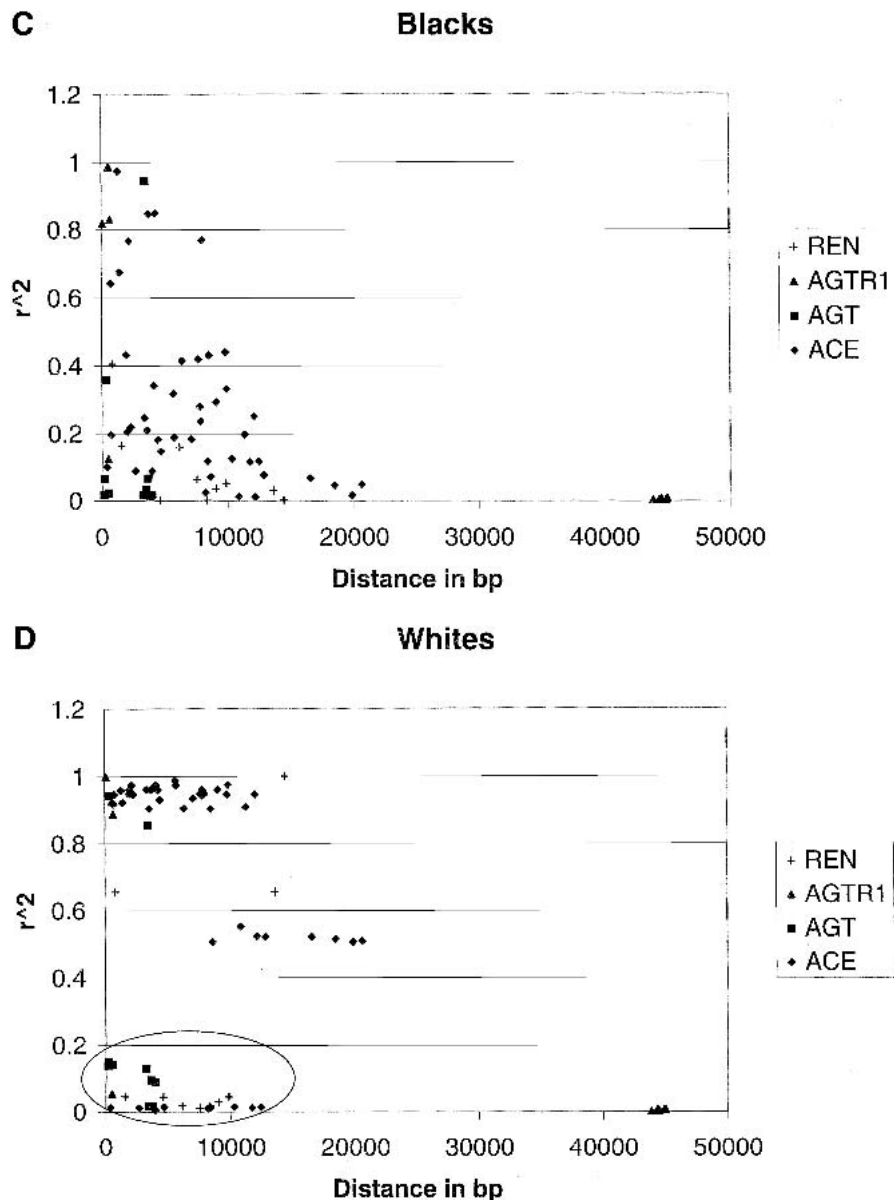 C
Blacks
1.2
1
0.8
0.6
0.4
0.2
0
r^2
0 10000 20000 30000 40000 50000
Distance in bp
REN
AGTR1
AGT
ACE
D
Whites
1.2
1
0.8
0.6
0.4
0.2
0
r^2
0 10000 20000 30000 40000 50000
Distance in bp
REN
AGTR1
AGT
ACE